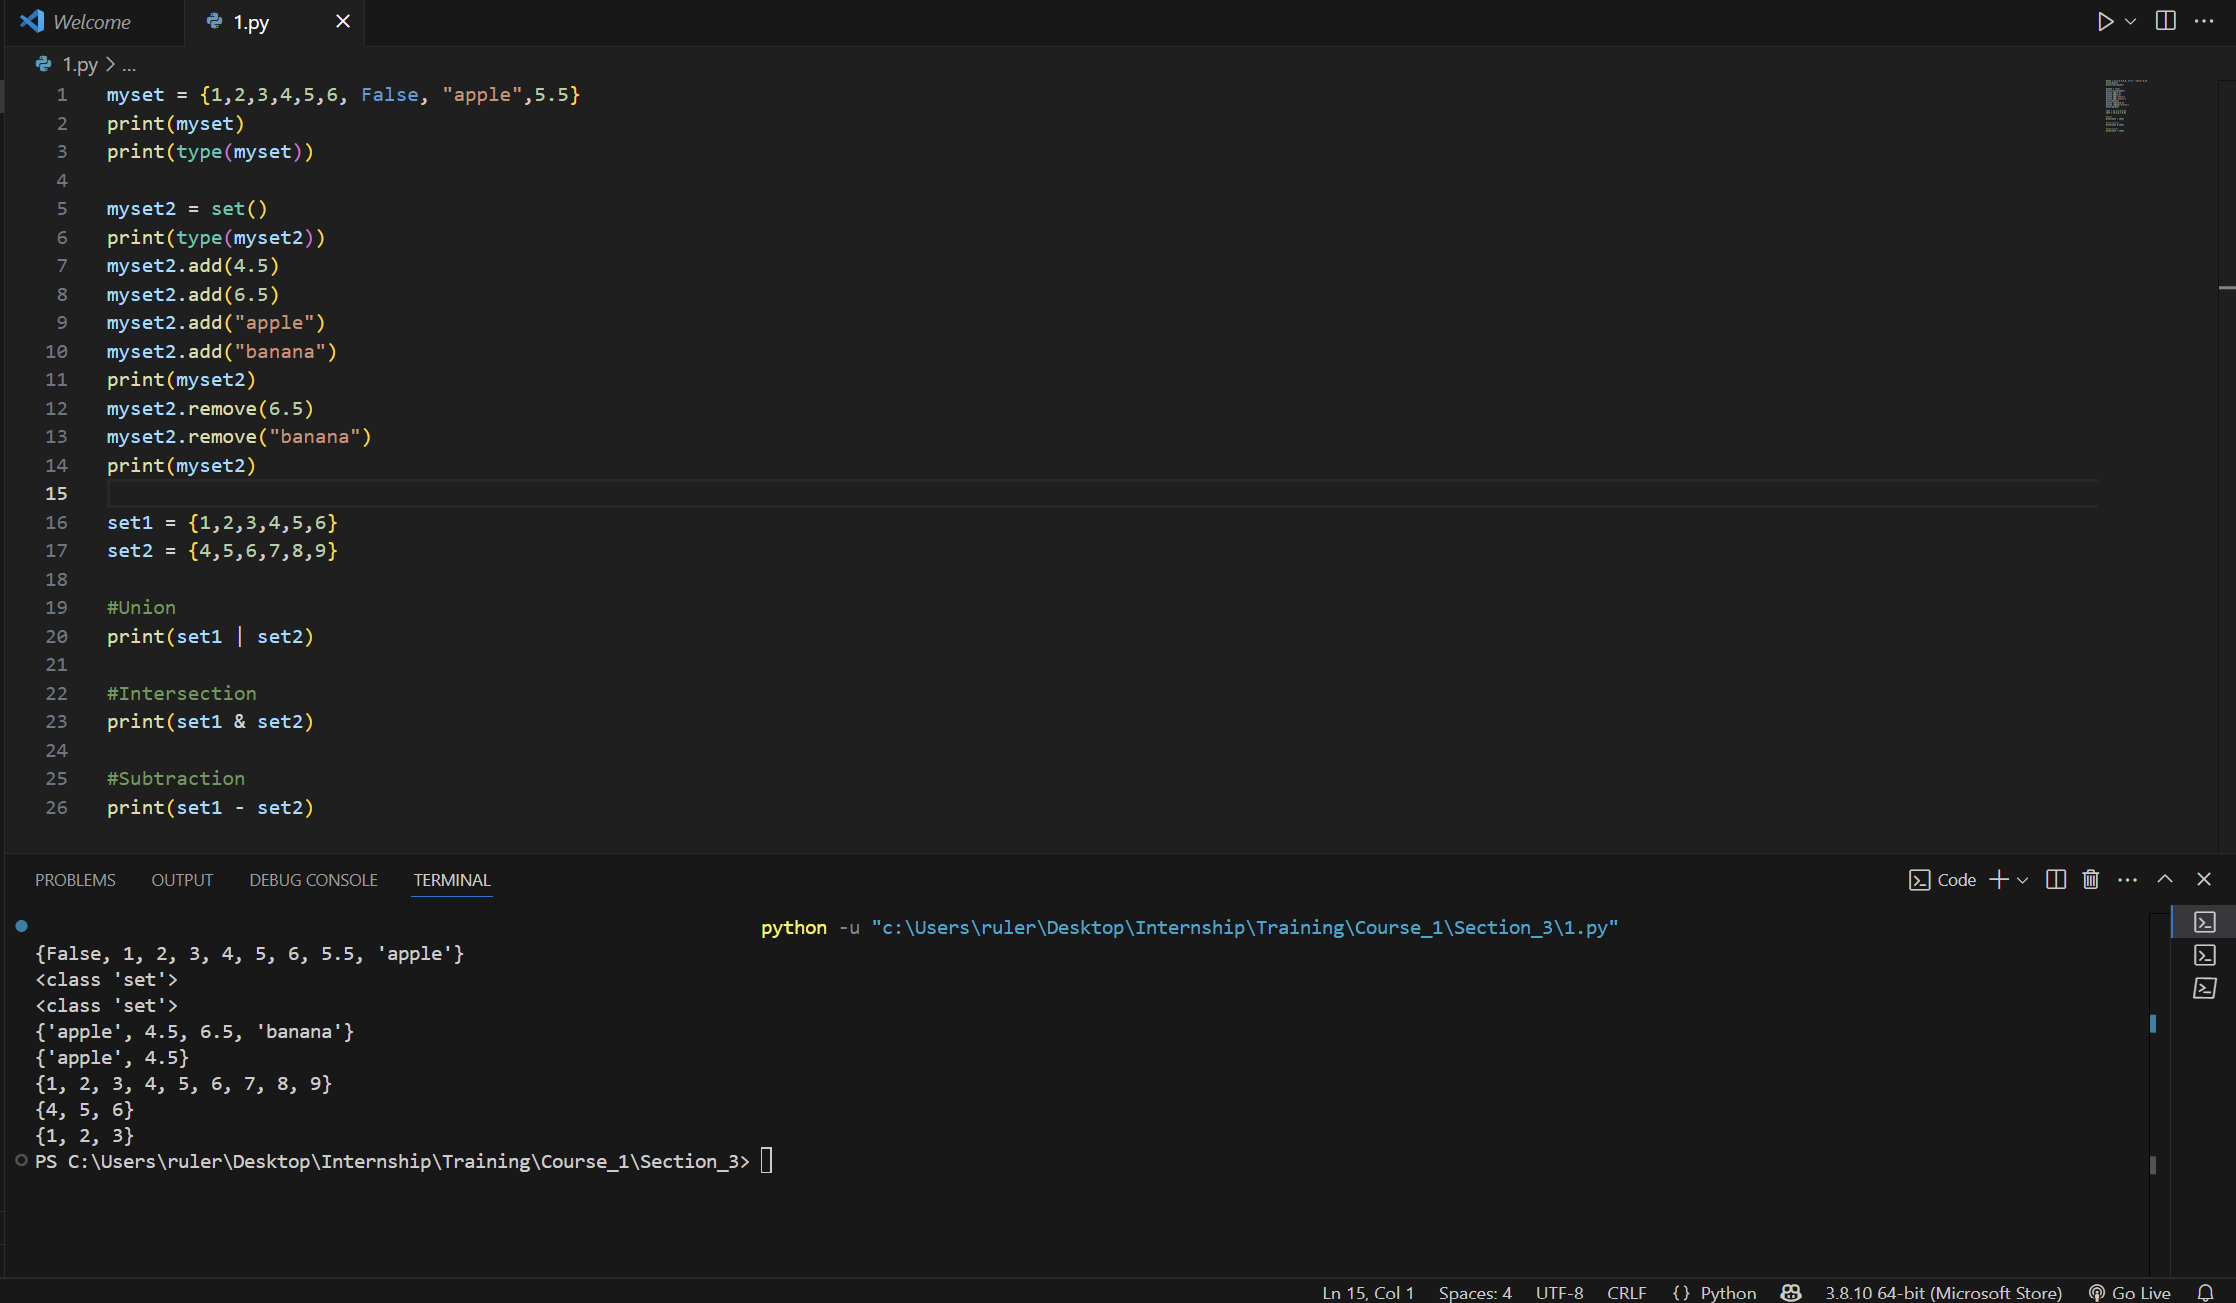 Welcome
1.py
1.py > ...
1 myset = {1,2,3,4,5,6, False, "apple",5.5}
2 print(myset)
3 print(type(myset))
4
5 myset2 = set()
6 print(type(myset2))
7 myset2.add(4.5)
8 myset2.add(6.5)
9 myset2.add("apple")
10 myset2.add("banana")
11 print(myset2)
12 myset2.remove(6.5)
13 myset2.remove("banana")
14 print(myset2)
15
16 set1 = {1,2,3,4,5,6}
17 set2 = {4,5,6,7,8,9}
18
19 #Union
20 print(set1 | set2)
21
22 #Intersection
23 print(set1 & set2)
24
25 #Subtraction
26 print(set1 - set2)
PROBLEMS OUTPUT DEBUG CONSOLE TERMINAL Code
python -u "c:\Users\ruler\Desktop\Internship\Training\Course_1\Section_3\1.py"
{False, 1, 2, 3, 4, 5, 6, 5.5, 'apple'}
<class 'set'>
<class 'set'>
{'apple', 4.5, 6.5, 'banana'}
{'apple', 4.5}
{1, 2, 3, 4, 5, 6, 7, 8, 9}
{4, 5, 6}
{1, 2, 3}
PS C:\Users\ruler\Desktop\Internship\Training\Course_1\Section_3>
Ln 15, Col 1 Spaces: 4 UTF-8 CRLF {} Python 3.8.10 64-bit (Microsoft Store) Go Live